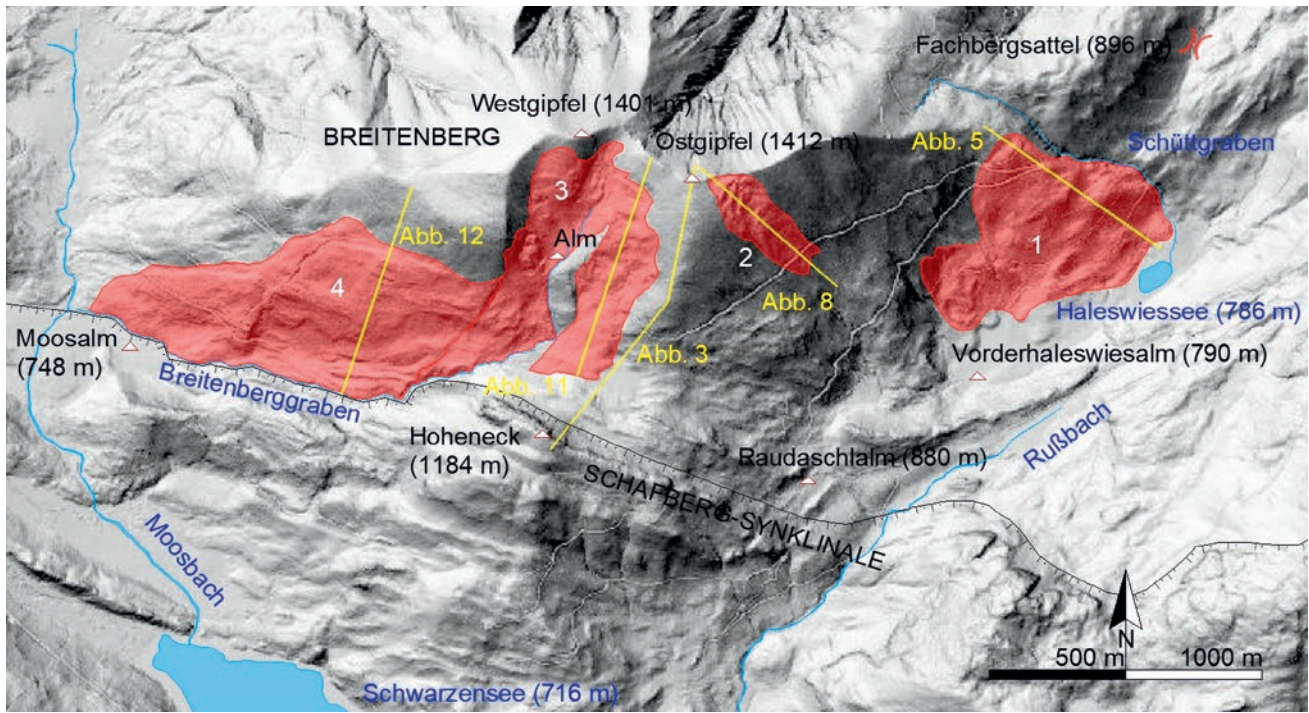 Fachbergsattel (896 m)
Westgipfel (1401 m)
BREITENBERG
Ostgipfel (1412 m)
Abb. 5
Schüttgraben
3
Abb. 12
Alm
2
1
4
Abb. 8
Haleswiessee (786 m)
Moosalm
(748 m)
Abb. 3
Vorderhaleswiesalm (790 m)
Breitenberggraben
Abb. 11
Hoheneck
(1184 m)
Raudaschlalm (880 m)
Rußbach
SCHAFBERG-SYNKLINALE
Moosbach
N
500 m
1000 m
Schwarzensee (716 m)